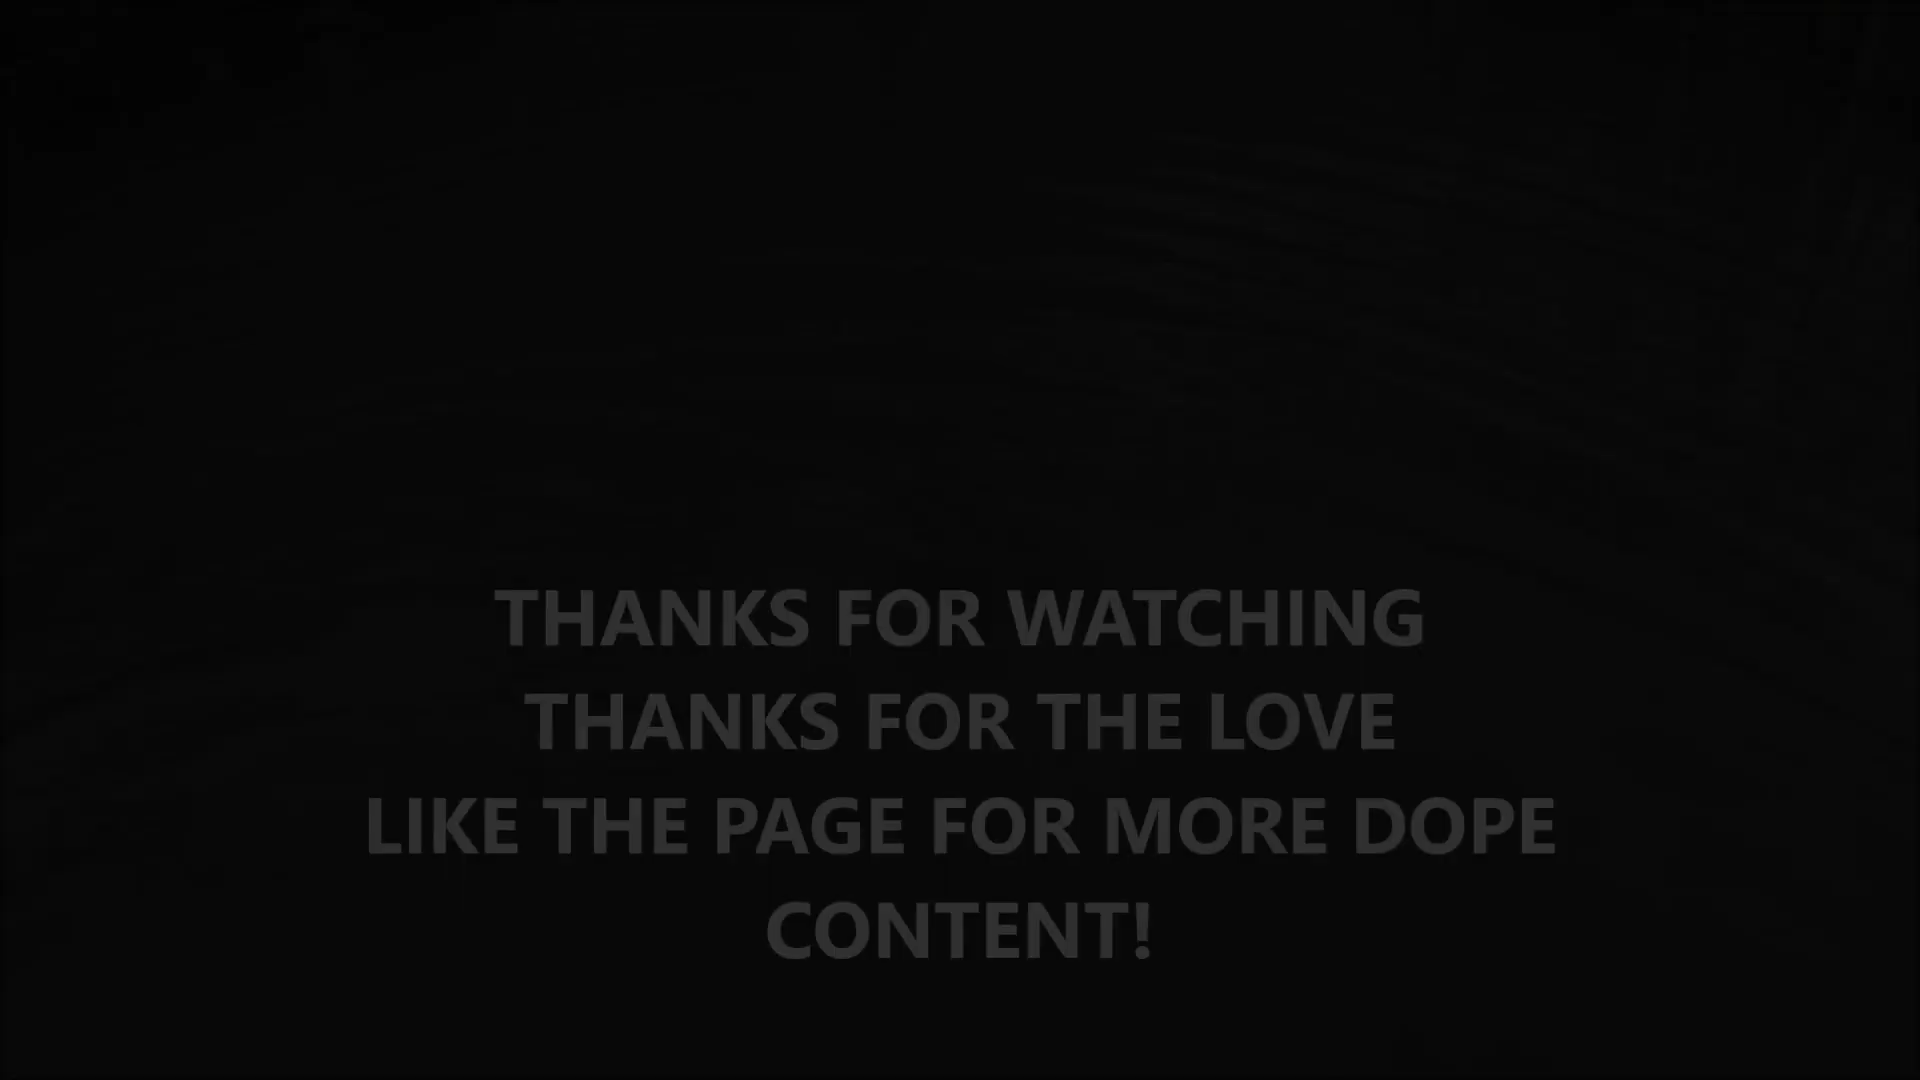 THANKS FOR WATCHING
THANKS FOR THE LOVE
LIKE THE PAGE FOR MORE DOPE
CONTENT!